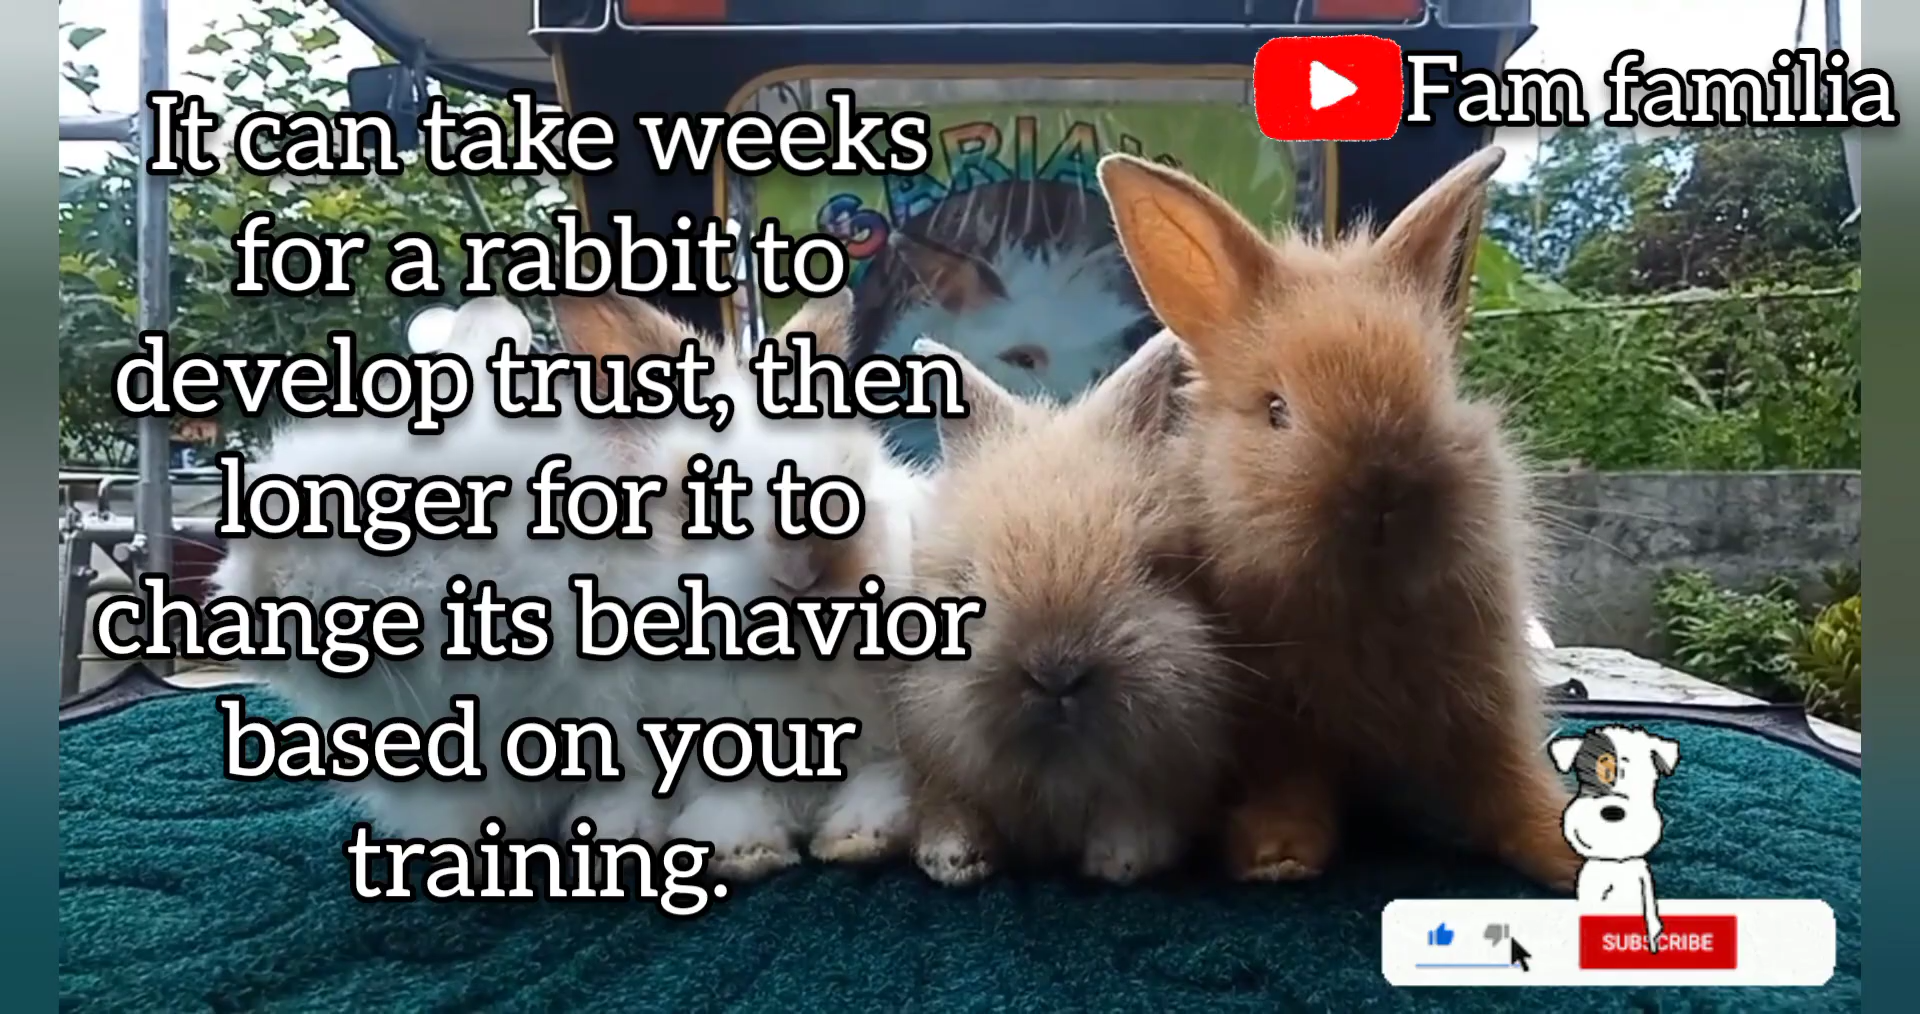 Fam familia
It can take weeks
for a rabbit to
develop trust, then
longer for it to
change its behavior
based on your
training.
SUBSCRIBE